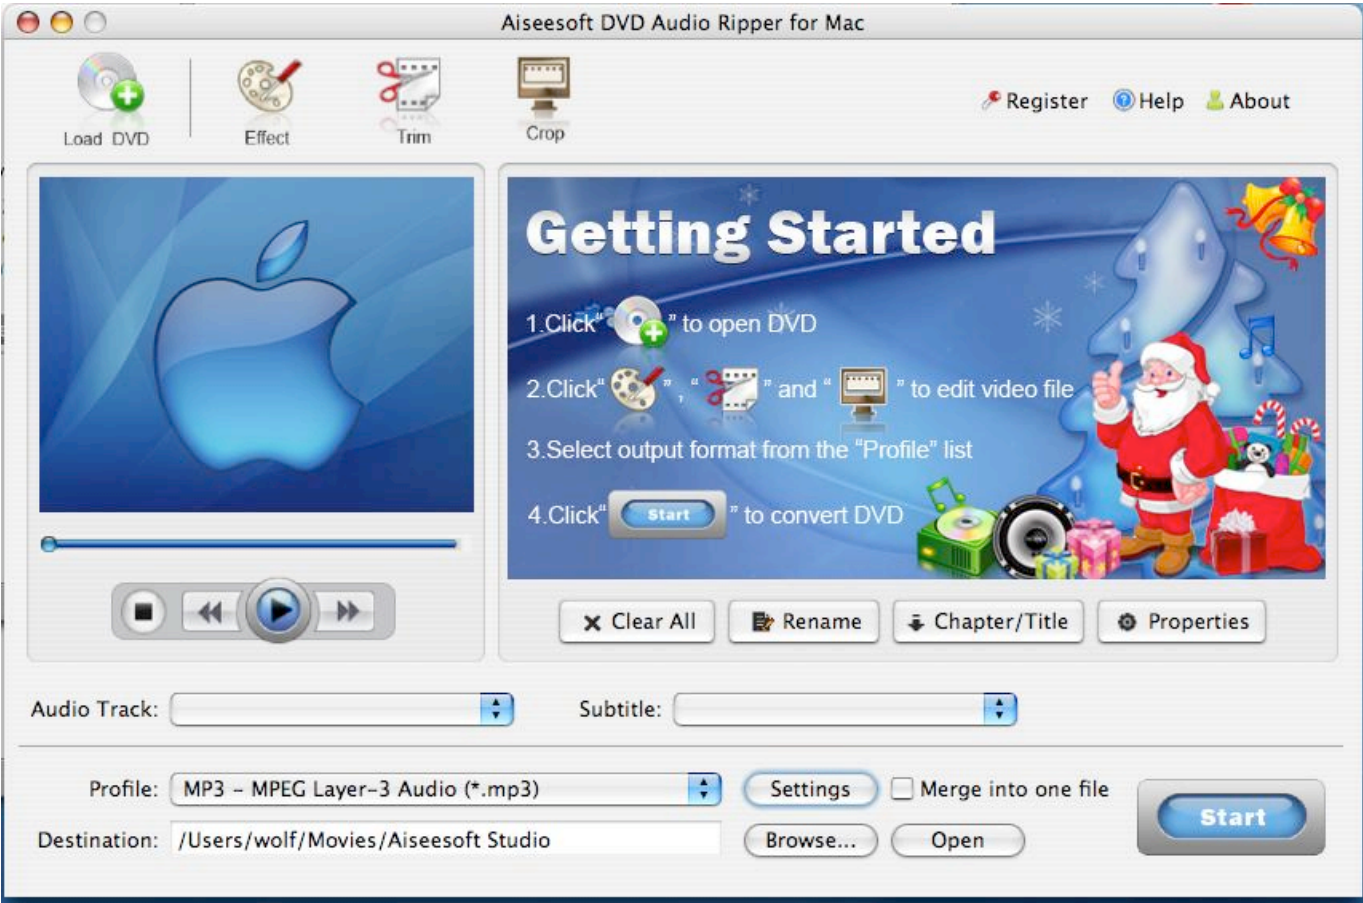 Aiseesoft DVD Audio Ripper for Mac
Load DVD
Effect
Trim
Crop
Register
Help
About
Getting Started
1.Click“ ” to open DVD
2.Click“ ”, “ ” and “ ” to edit video file
3.Select output format from the “Profile” list
4.Click“ Start ” to convert DVD
Clear All
Rename
Chapter/Title
Properties
Audio Track:
Subtitle:
Profile: MP3 – MPEG Layer–3 Audio (*.mp3)
Settings
Merge into one file
Start
Destination: /Users/wolf/Movies/Aiseesoft Studio
Browse...
Open